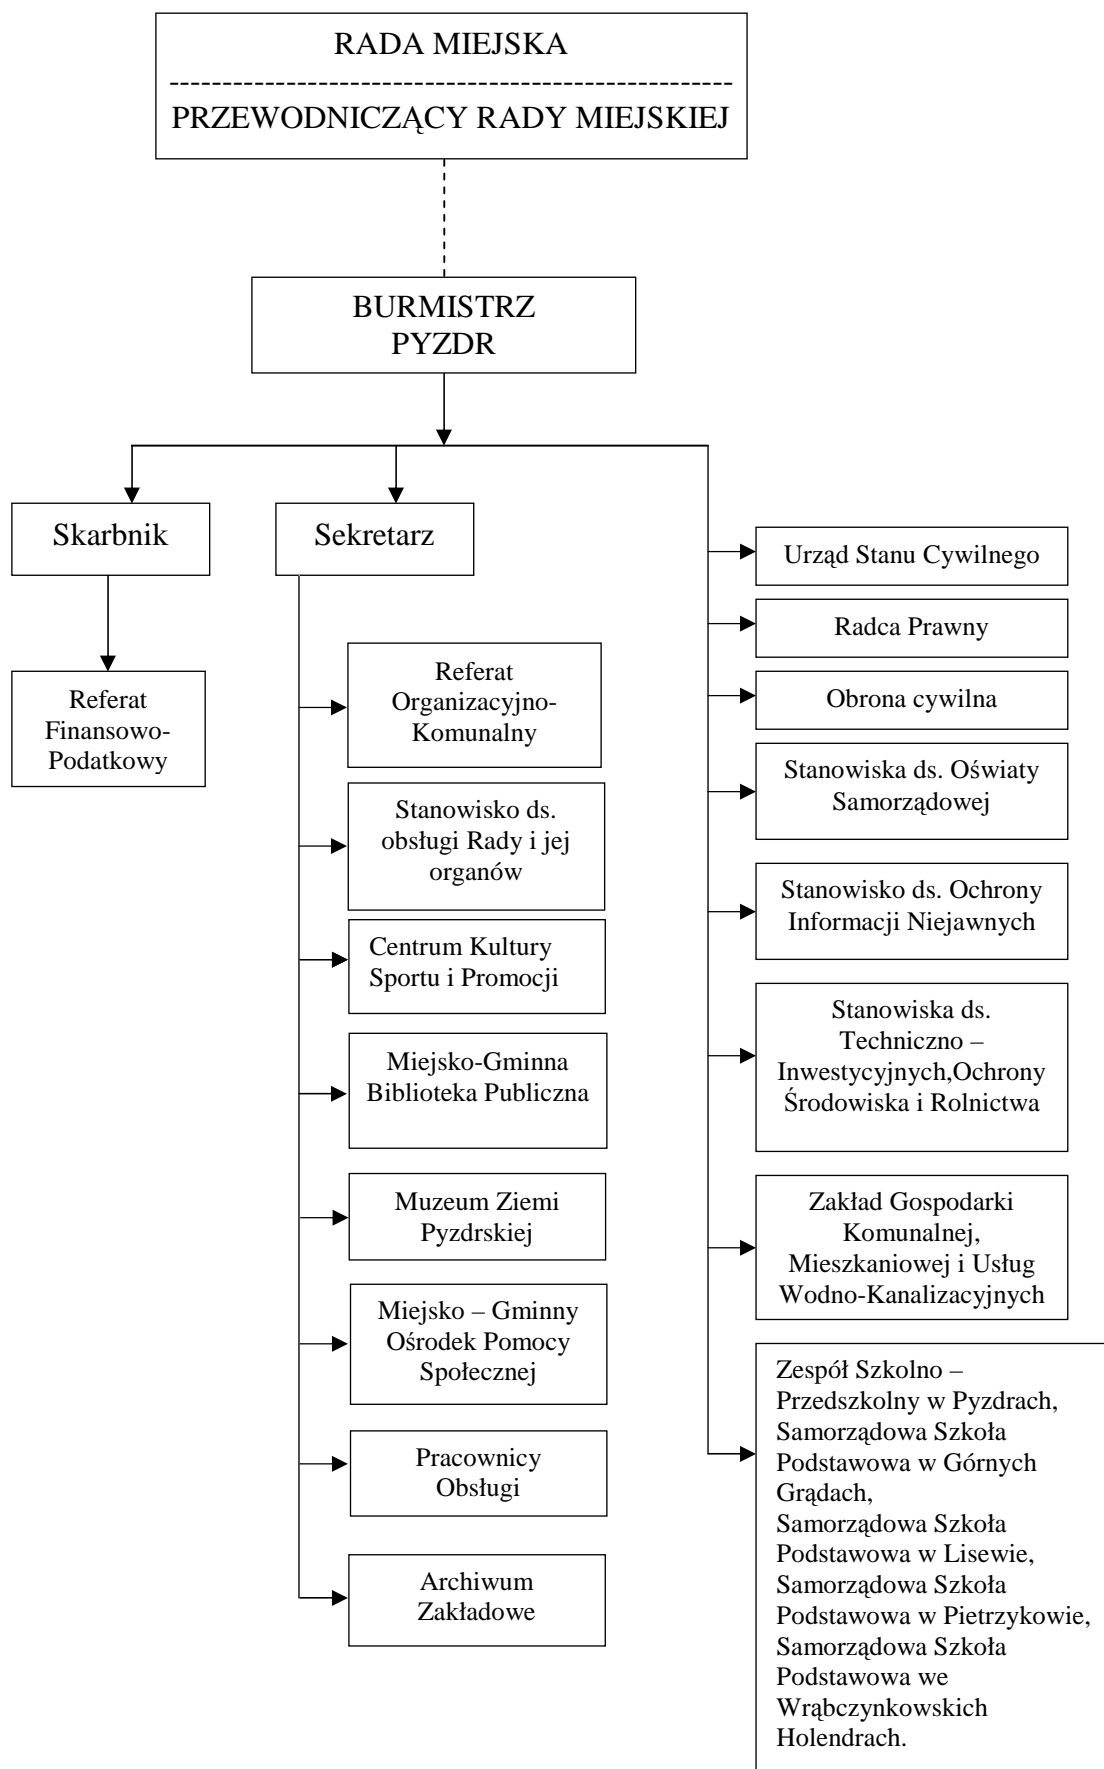 RADA MIEJSKA
PRZEWODNICZĄCY RADY MIEJSKIEJ
BURMISTRZ
PYZDR
Skarbnik
Referat
Finansowo-
Podatkowy
Sekretarz
Referat
Organizacyjno-
Komunalny
Stanowisko ds.
obsługi Rady i jej
organów
Centrum Kultury
Sportu i Promocji
Miejsko-Gminna
Biblioteka Publiczna
Muzeum Ziemi
Pyzdrskiej
Miejsko – Gminny
Ośrodek Pomocy
Społecznej
Pracownicy
Obsługi
Archiwum
Zakładowe
Urząd Stanu Cywilnego
Radca Prawny
Obrona cywilna
Stanowiska ds. Oświaty
Samorządowej
Stanowisko ds. Ochrony
Informacji Niejawnych
Stanowiska ds.
Techniczno –
Inwestycyjnych,Ochrony
Środowiska i Rolnictwa
Zakład Gospodarki
Komunalnej,
Mieszkaniowej i Usług
Wodno-Kanalizacyjnych
Zespół Szkolno –
Przedszkolny w Pyzdrach,
Samorządowa Szkoła
Podstawowa w Górnych
Grądach,
Samorządowa Szkoła
Podstawowa w Lisewie,
Samorządowa Szkoła
Podstawowa w Pietrzykowie,
Samorządowa Szkoła
Podstawowa we
Wrąbczynkowskich
Holendrach.